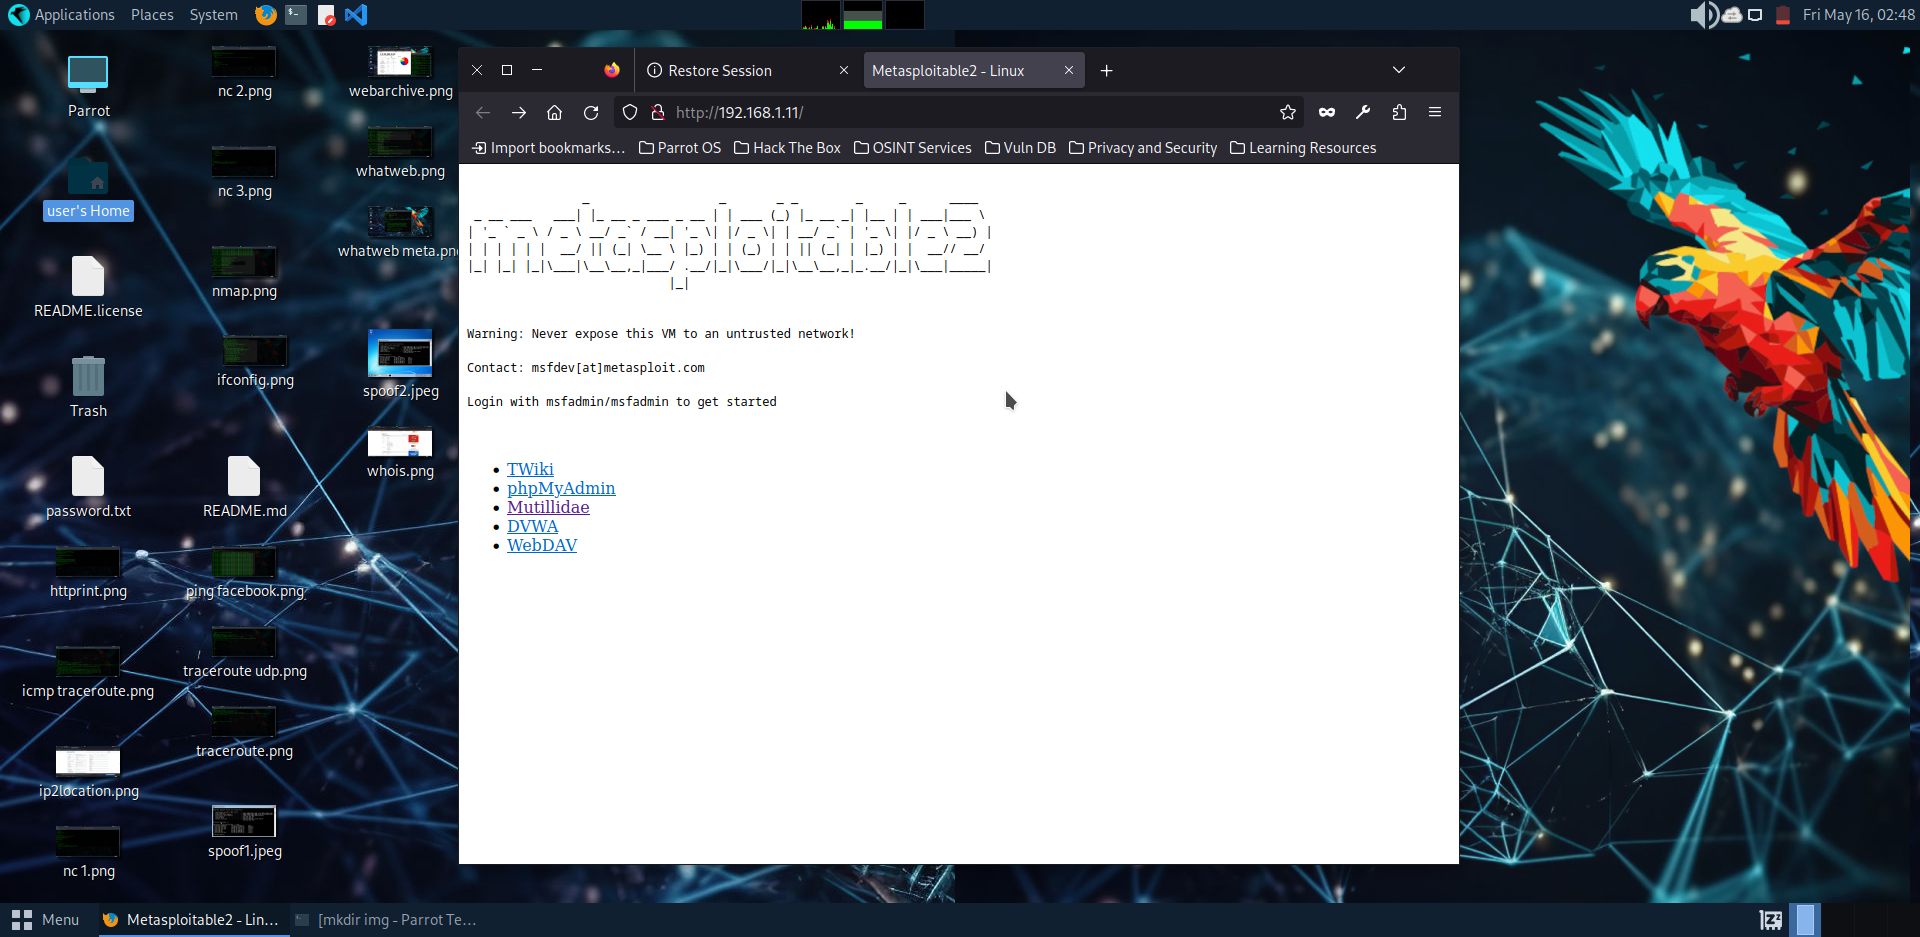 Applications Places System
Fri May 16, 02:48
Parrot
user's Home
README.license
Trash
password.txt
httprint.png
icmp traceroute.png
ip2location.png
nc 1.png
nc 2.png
nc 3.png
nmap.png
ifconfig.png
README.md
ping facebook.png
traceroute udp.png
traceroute.png
spoof1.jpeg
webarchive.png
whatweb.png
whatweb meta.pn
spoof2.jpeg
whois.png
Restore Session
Metasploitable2 - Linux
http://192.168.1.11/
Import bookmarks… Parrot OS Hack The Box OSINT Services Vuln DB Privacy and Security Learning Resources
metasploitable2
Warning: Never expose this VM to an untrusted network!
Contact: msfdev[at]metasploit.com
Login with msfadmin/msfadmin to get started
TWiki
phpMyAdmin
Mutillidae
DVWA
WebDAV
Menu
Metasploitable2 - Lin…
[mkdir img - Parrot Te…